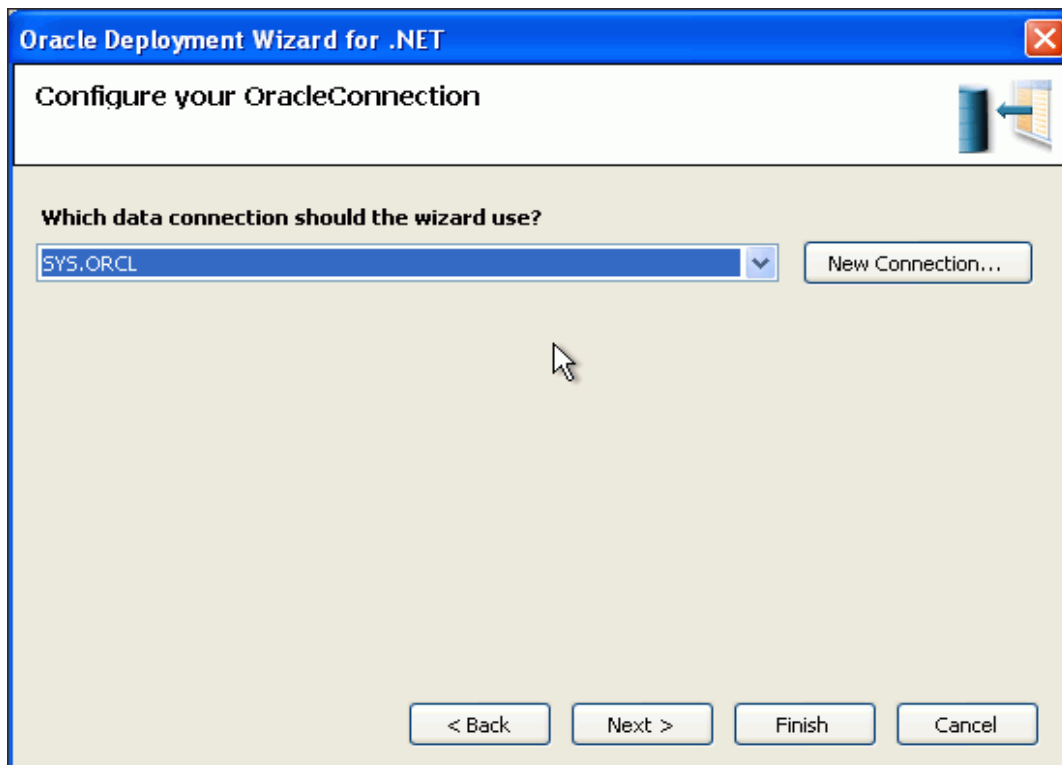 Oracle Deployment Wizard for .NET
Configure your OracleConnection
Which data connection should the wizard use?
SYS.ORCL
New Connection...
< Back
Next >
Finish
Cancel